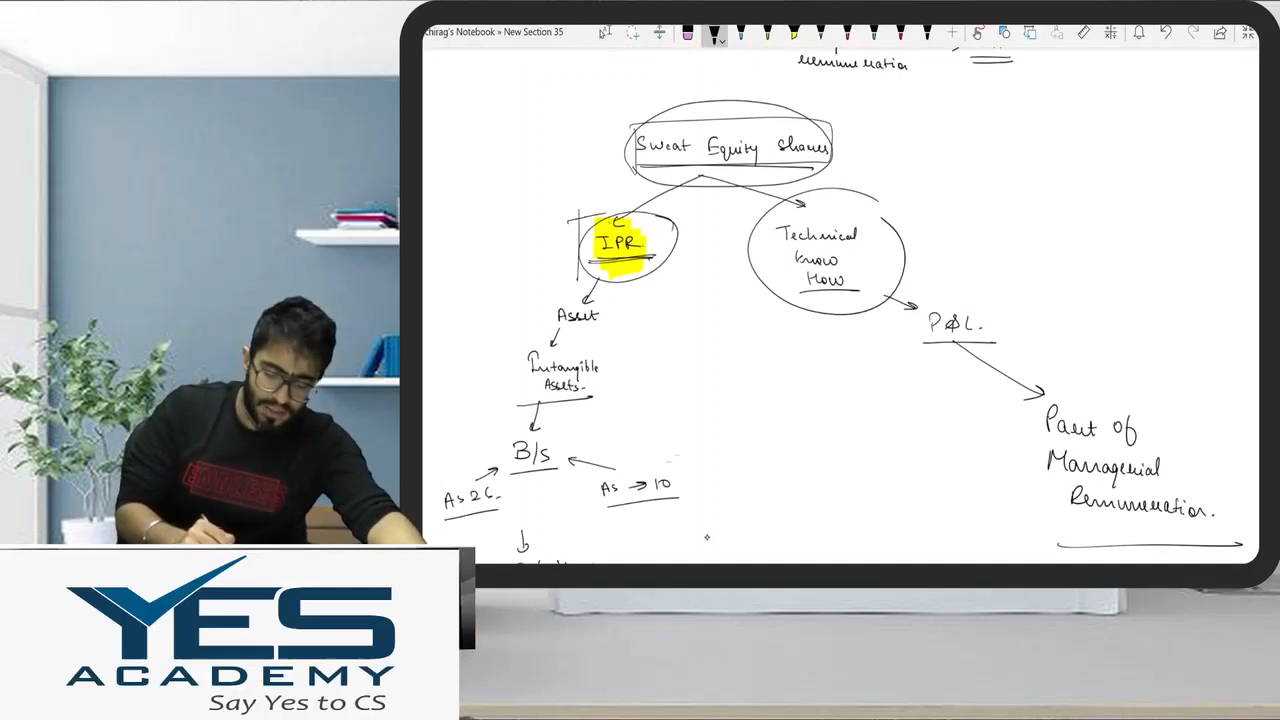 chirag's Notebook » New Section 35
remuneration
Sweat Equity Shares
IPR
Technical
know
How
Asset
P&L.
Intangible
Assets-
Part of
Managerial
Remuneration.
B/s
As 26-
As → 10
YES
ACADEMY
Say Yes to CS